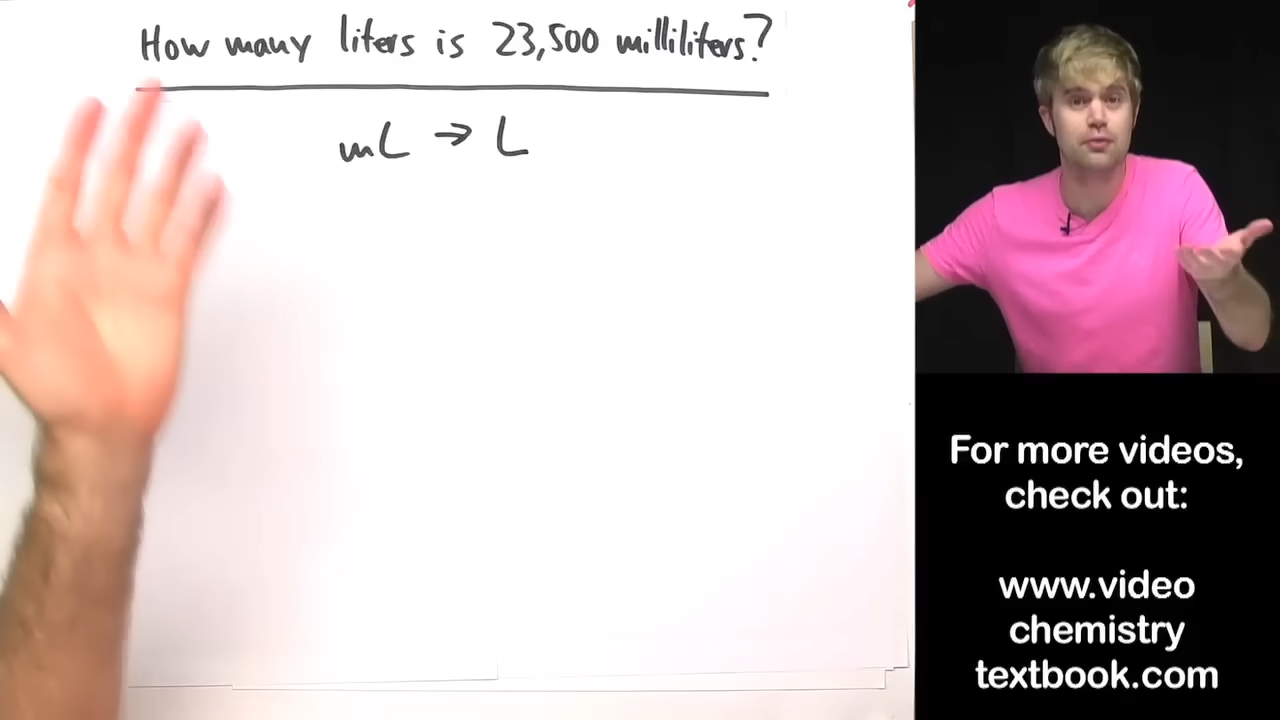 How many liters is 23,500 milliliters?
mL → L
For more videos,
check out:
www.video
chemistry
textbook.com